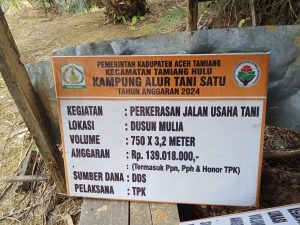 PEMERINTAH KABUPATEN ACEH TAMIANG
KECAMATAN TAMIANG HULU
KAMPUNG ALUR TANI SATU
TAHUN ANGGARAN 2024
KEGIATAN : PERKERASAN JALAN USAHA TANI
LOKASI : DUSUN MULIA
VOLUME : 750 X 3,2 METER
ANGGARAN : Rp. 139.018.000,-
: (Termasuk Ppn, Pph & Honor TPK)
SUMBER DANA : DDS
PELAKSANA : TPK